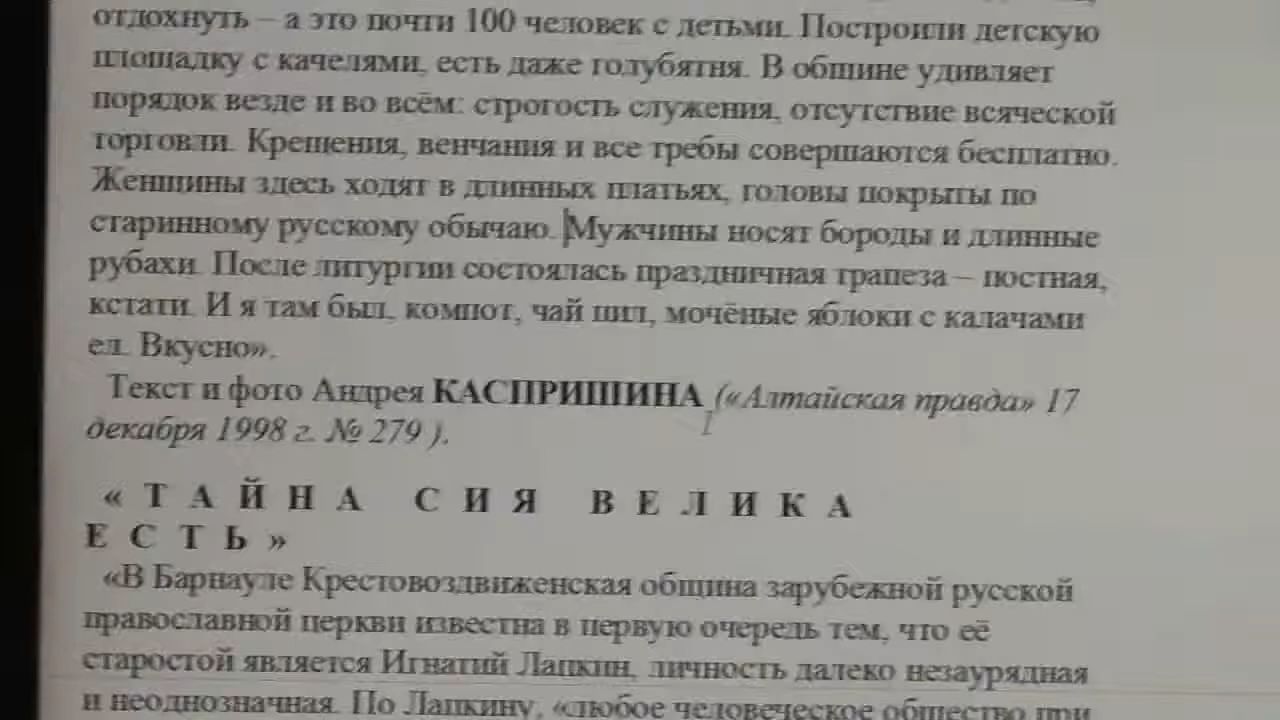 отдохнуть – а это почти 100 человек с детьми. Построили детскую
площадку с качелями, есть даже голубятня. В общине удивляет
порядок везде и во всём: строгость служения, отсутствие всяческой
торговли. Крещения, венчания и все требы совершаются бесплатно.
Женщины здесь ходят в длинных платьях, головы покрыты по
старинному русскому обычаю. Мужчины носят бороды и длинные
рубахи. После литургии состоялась праздничная трапеза – постная,
кстати. И я там был, компот, чай пил, мочёные яблоки с калачами
ел. Вкусно».
Текст и фото Андрея КАСПРИШИНА («Алтайская правда» 17
декабря 1998 г. № 279 ).
« Т А Й Н А С И Я В Е Л И К А
Е С Т Ь »
«В Барнауле Крестовоздвиженская община зарубежной русской
православной церкви известна в первую очередь тем, что её
старостой является Игнатий Лапкин, личность далеко незаурядная
и неоднозначная. По Лапкину, «любое человеческое общество при